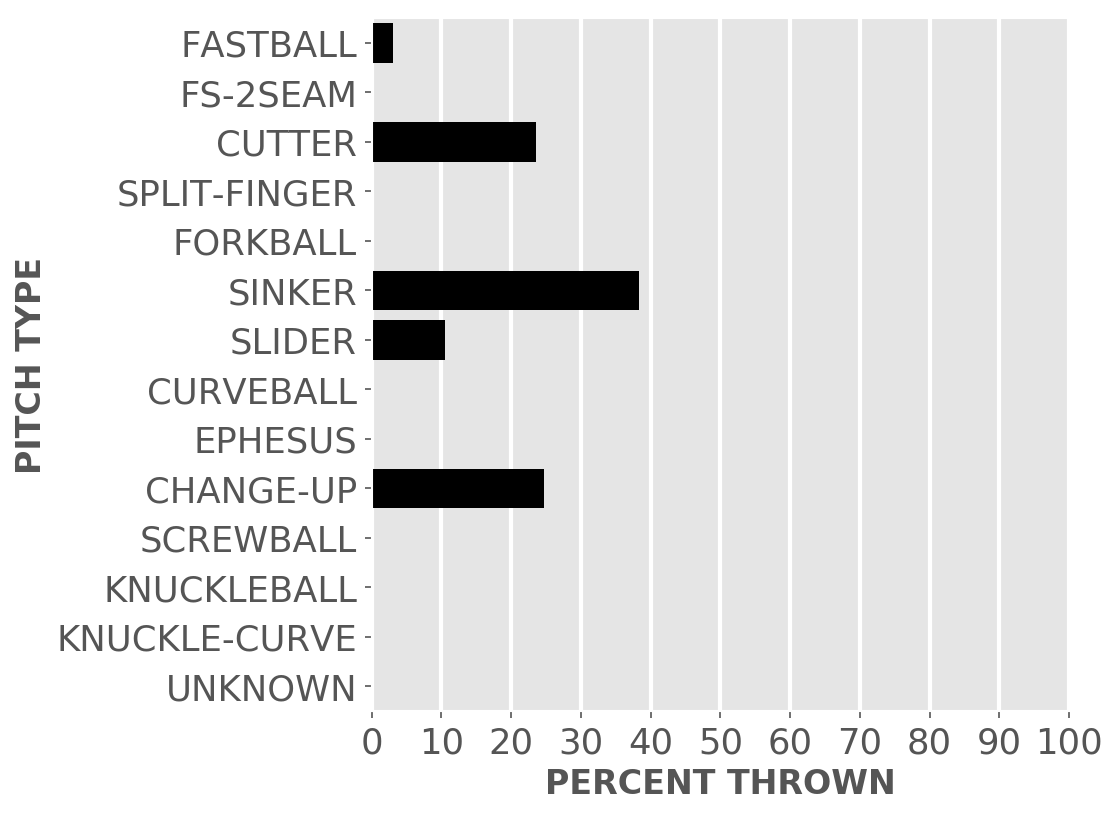 PITCH TYPE
FASTBALL
FS-2SEAM
CUTTER
SPLIT-FINGER
FORKBALL
SINKER
SLIDER
CURVEBALL
EPHESUS
CHANGE-UP
SCREWBALL
KNUCKLEBALL
KNUCKLE-CURVE
UNKNOWN
0 10 20 30 40 50 60 70 80 90 100
PERCENT THROWN